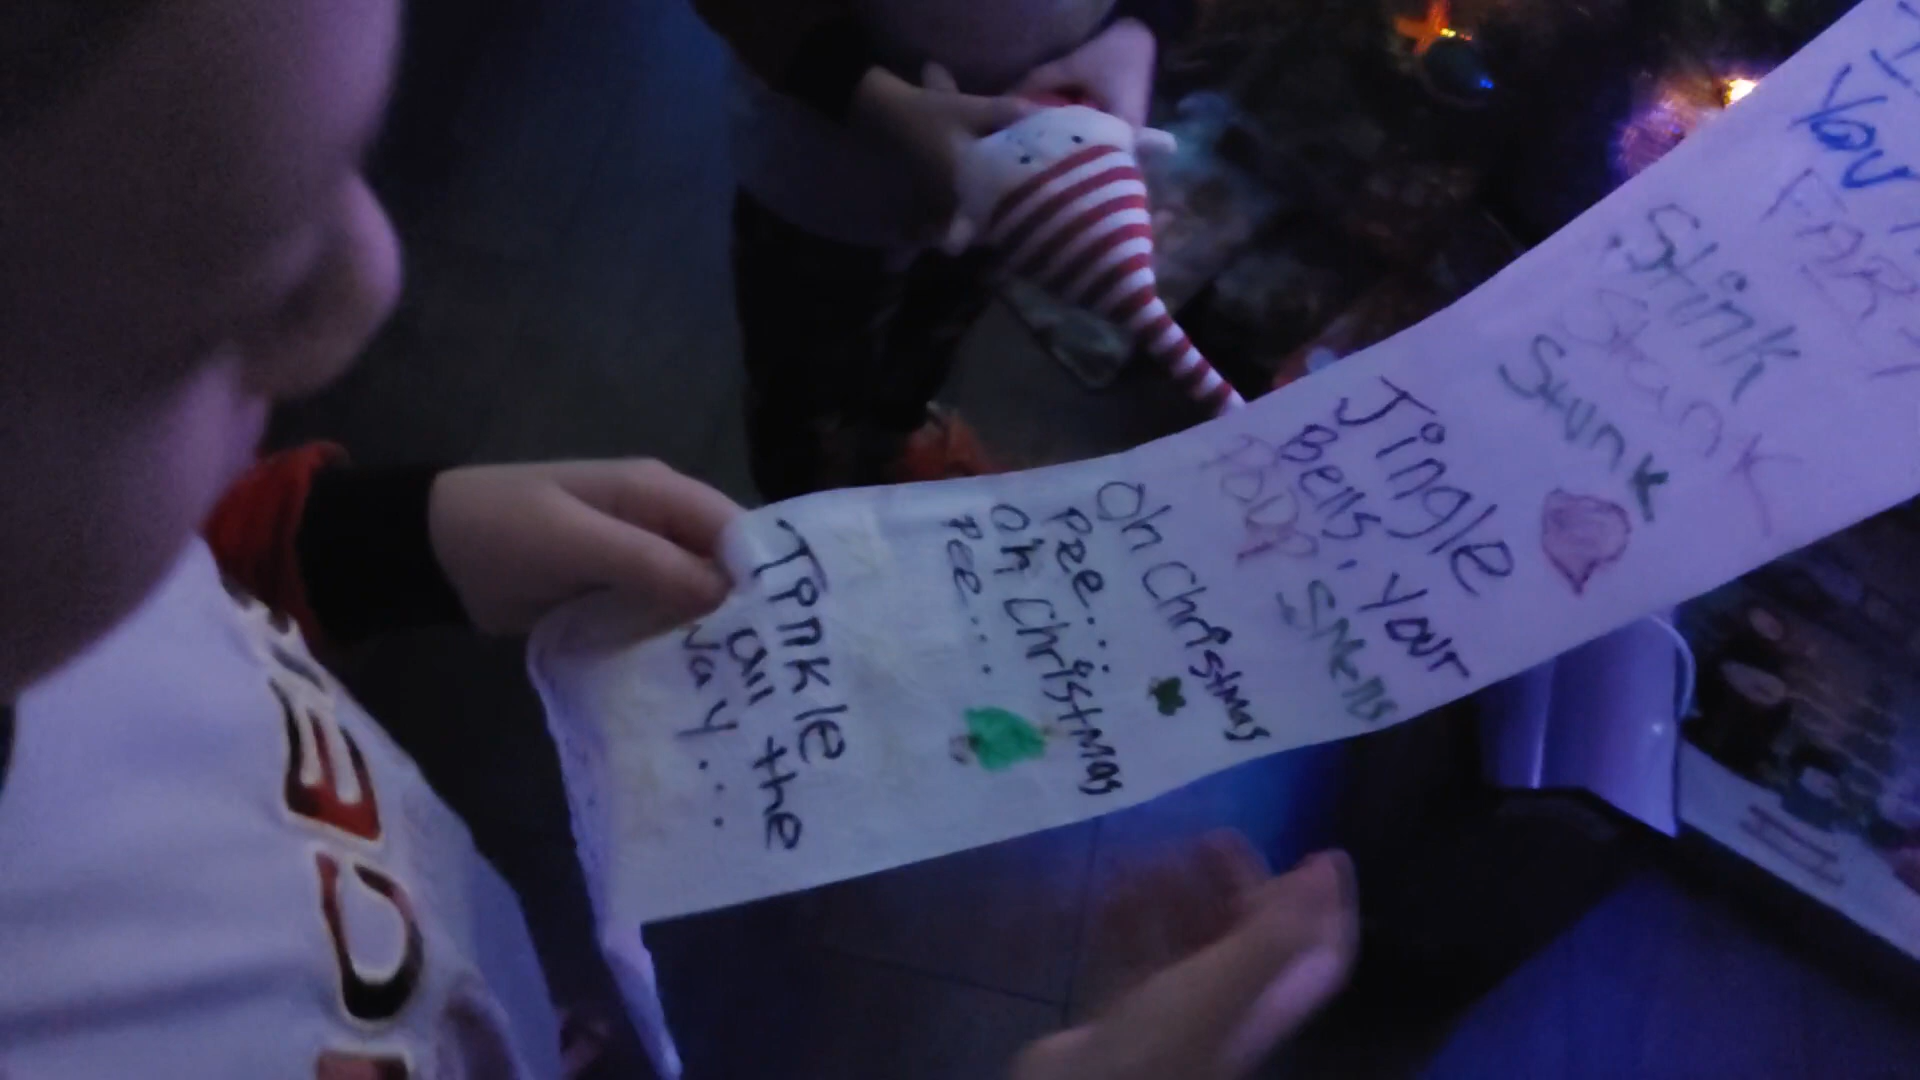 You
FART
Stink
Stank
Skunk
Jingle
Bells, your
POOP
Smells
Oh Christmas
Pee...
Oh Christmas
Pee....
Tinkle
all the
way...